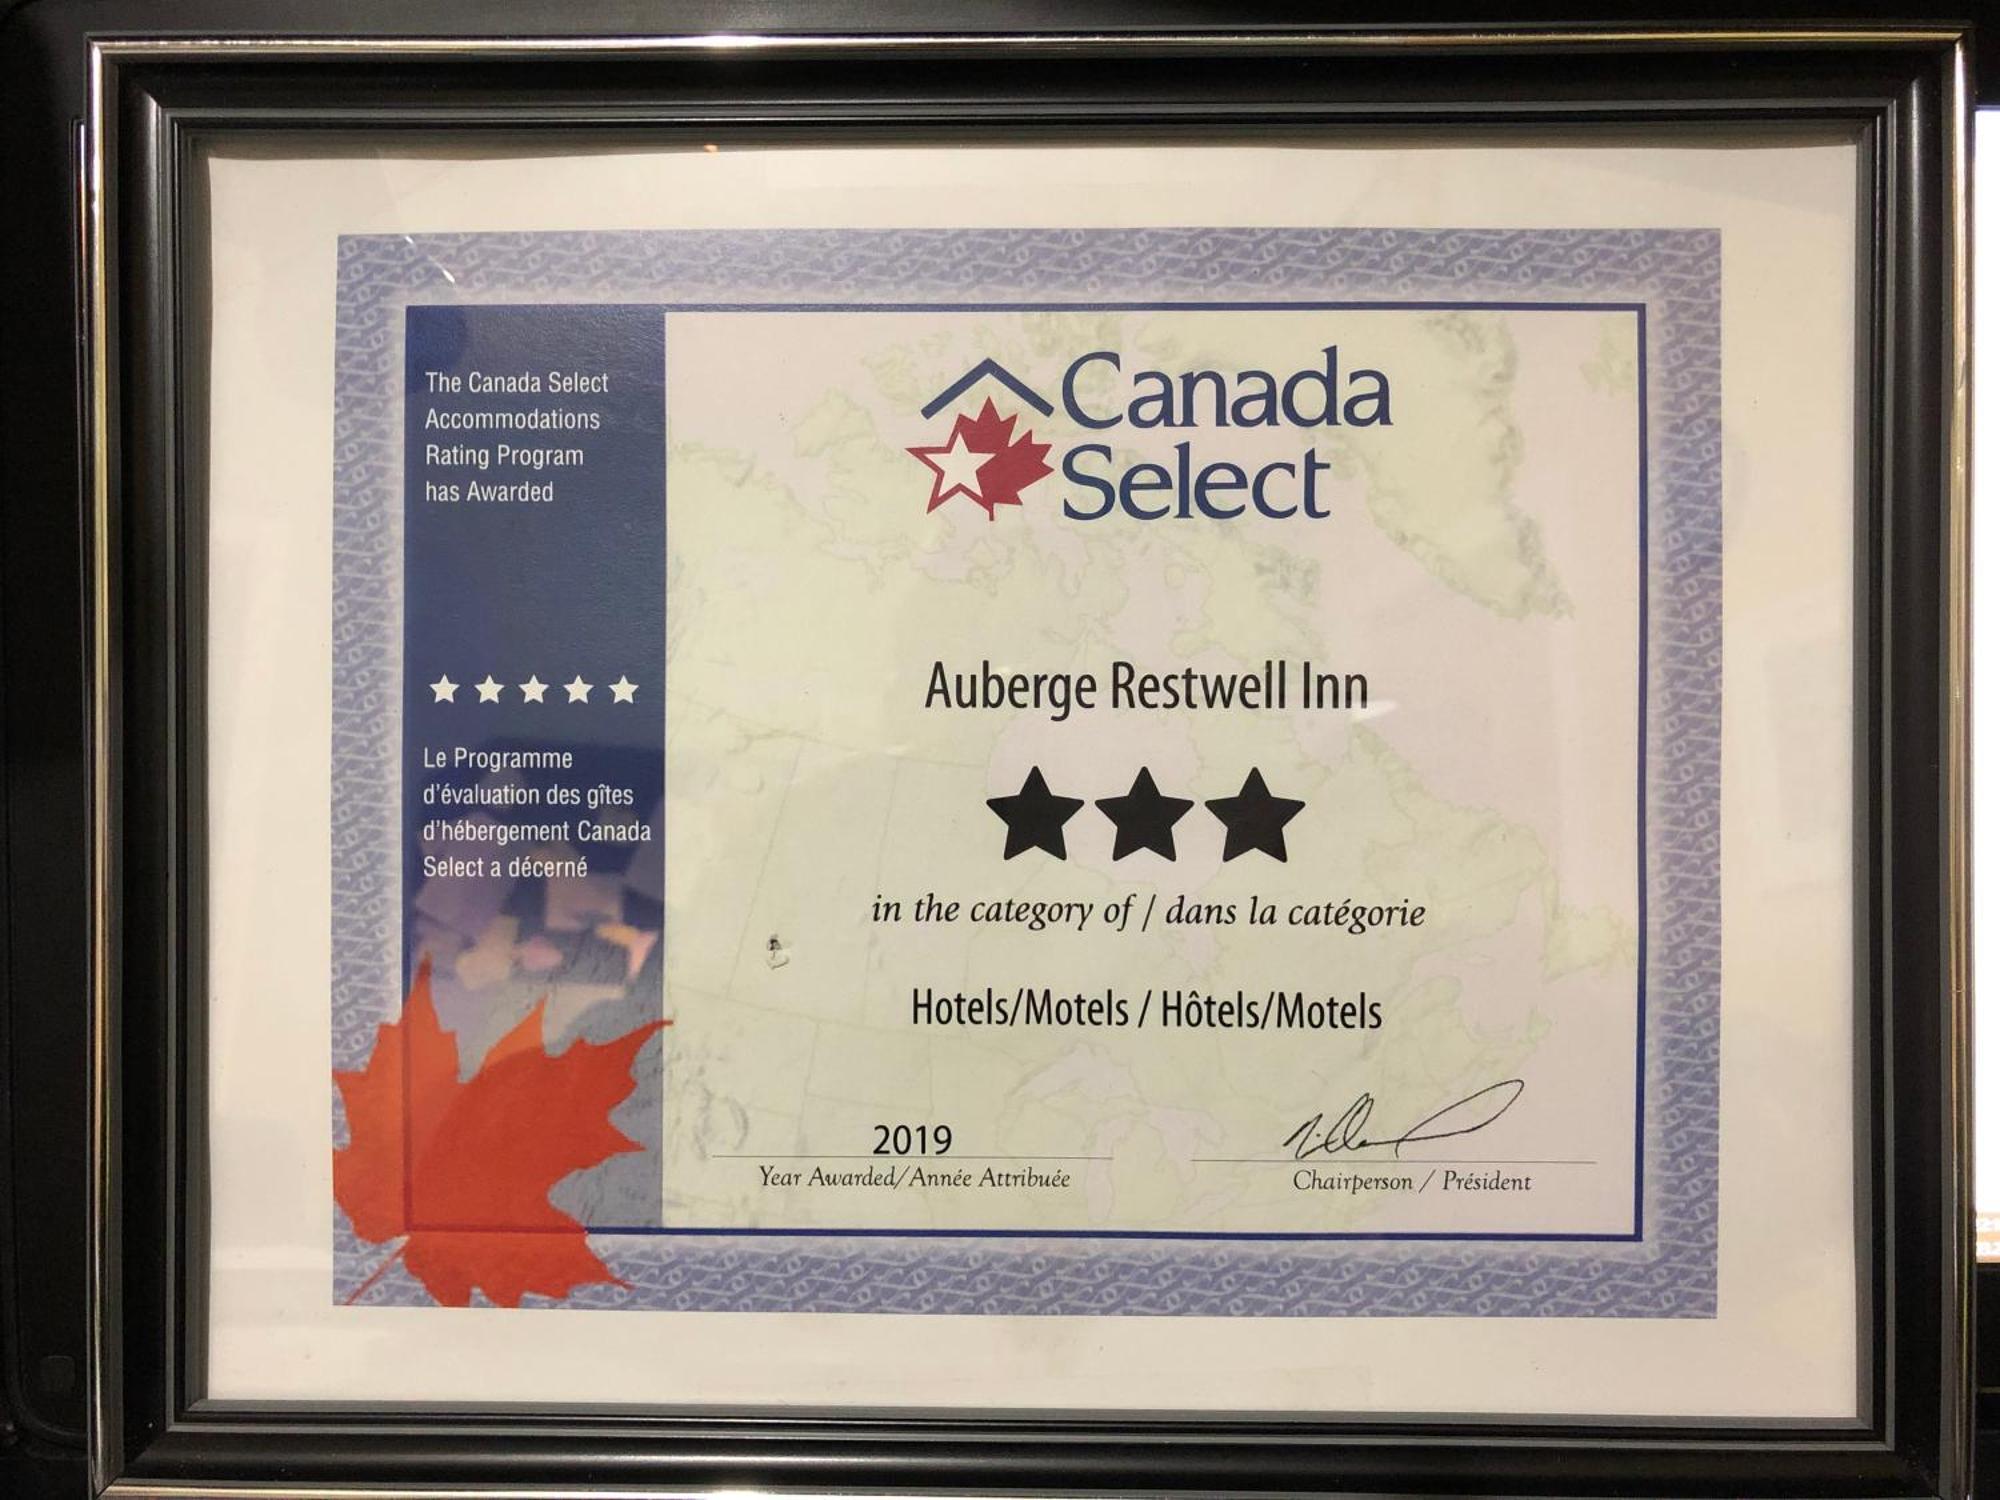 The Canada Select
Accommodations
Rating Program
has Awarded
Le Programme
d'évaluation des gîtes
d'hébergement Canada
Select a décerné
Canada
Select
Auberge Restwell Inn
in the category of / dans la catégorie
Hotels/Motels / Hôtels/Motels
2019
Year Awarded/Année Attribuée
Chairperson / Président